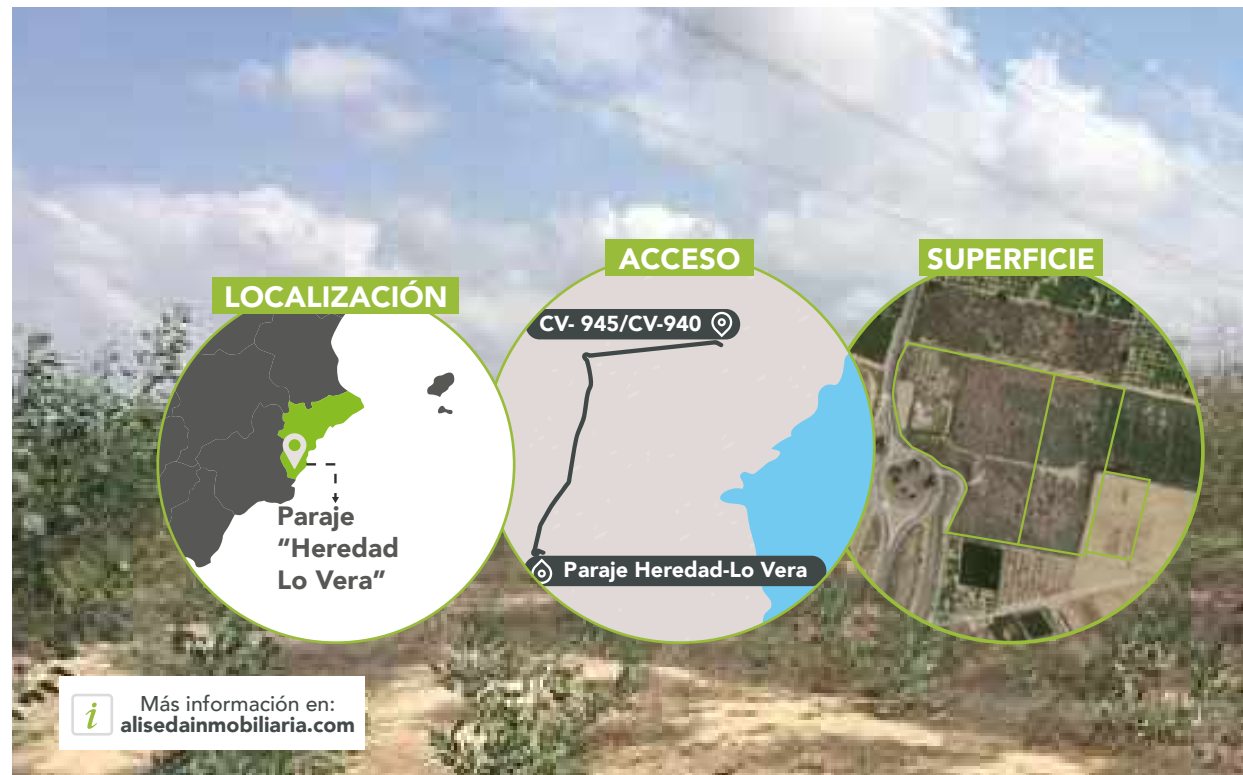 LOCALIZACIÓN
Paraje
"Heredad
Lo Vera"
ACCESO
CV- 945/CV-940
Paraje Heredad-Lo Vera
SUPERFICIE
i
Más información en:
alisedainmobiliaria.com